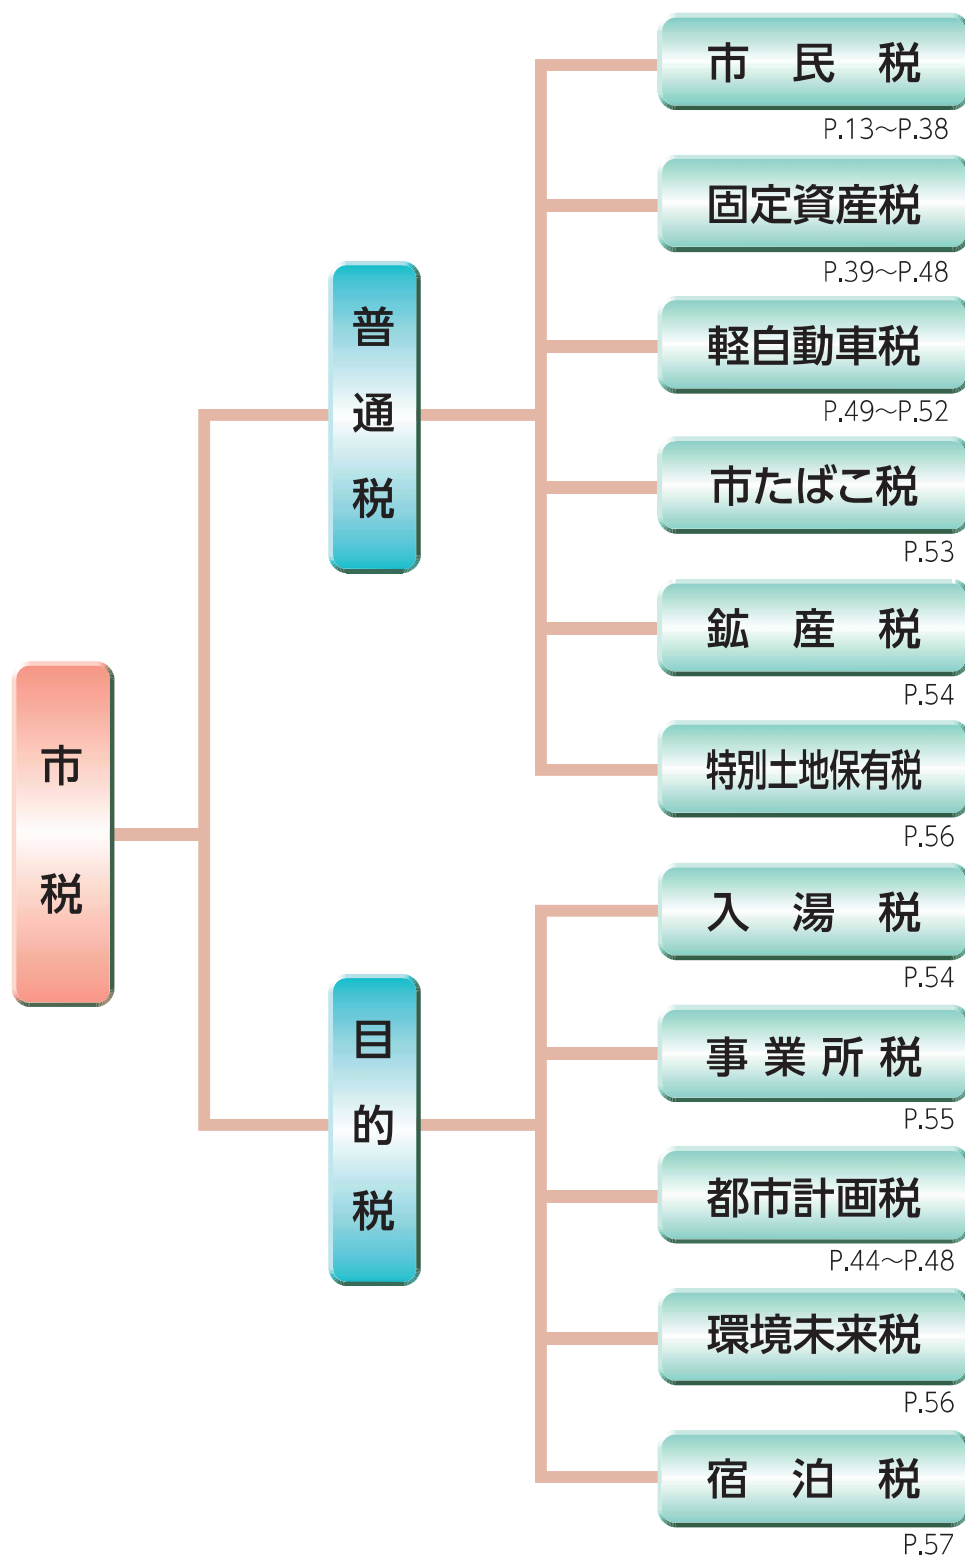 市税
普通税
市民税
P.13～P.38
固定資産税
P.39～P.48
軽自動車税
P.49～P.52
市たばこ税
P.53
鉱産税
P.54
特別土地保有税
P.56
目的税
入湯税
P.54
事業所税
P.55
都市計画税
P.44～P.48
環境未来税
P.56
宿泊税
P.57